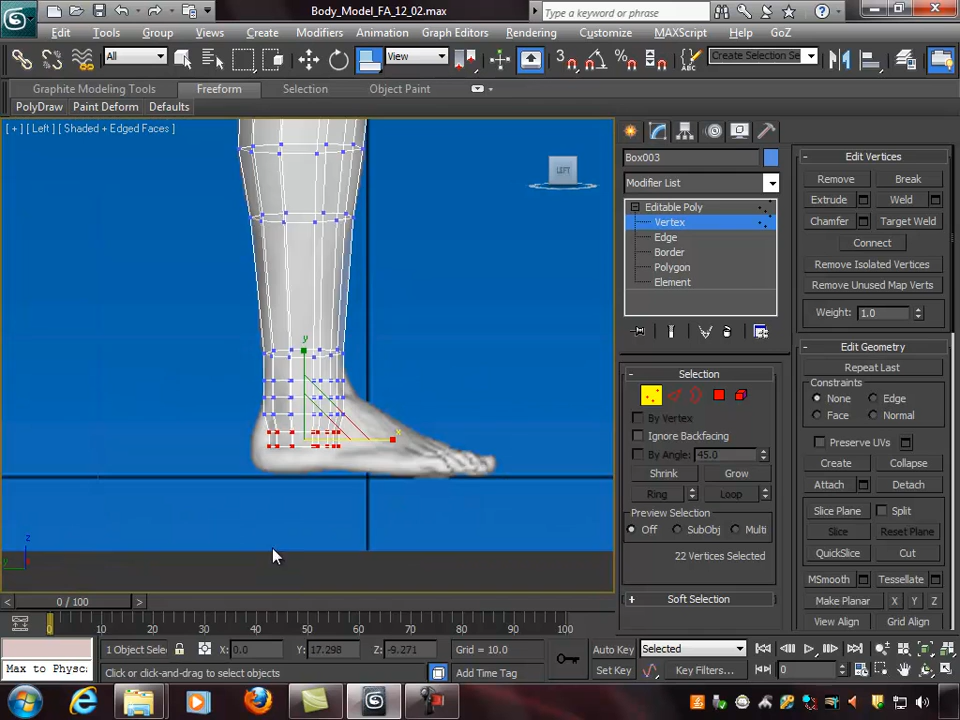 Body_Model_FA_12_02.max
Type a keyword or phrase
Edit Tools Group Views Create Modifiers Animation Graph Editors Rendering Customize MAXScript Help GoZ
All View 3 Create Selection Se
Graphite Modeling Tools Freeform Selection Object Paint
PolyDraw Paint Deform Defaults
[ + ] [ Left ] [ Shaded + Edged Faces ]
LEFT
y
x
z
y
Box003
Modifier List
Editable Poly
Vertex
Edge
Border
Polygon
Element
Selection
By Vertex
Ignore Backfacing
By Angle: 45.0
Shrink Grow
Ring Loop
Preview Selection
Off SubObj Multi
22 Vertices Selected
Soft Selection
Edit Vertices
Remove Break
Extrude Weld
Chamfer Target Weld
Connect
Remove Isolated Vertices
Remove Unused Map Verts
Weight: 1.0
Edit Geometry
Repeat Last
Constraints
None Edge
Face Normal
Preserve UVs
Create Collapse
Attach Detach
Slice Plane Split
Slice Reset Plane
QuickSlice Cut
MSmooth Tessellate
Make Planar X Y Z
View Align Grid Align
< 0 / 100 >
0 10 20 30 40 50 60 70 80 90 100
1 Object Selec X: 0.0 Y: 17.298 Z: -9.271 Grid = 10.0 Auto Key Selected
Max to Physc Click or click-and-drag to select objects Add Time Tag Set Key Key Filters... 0